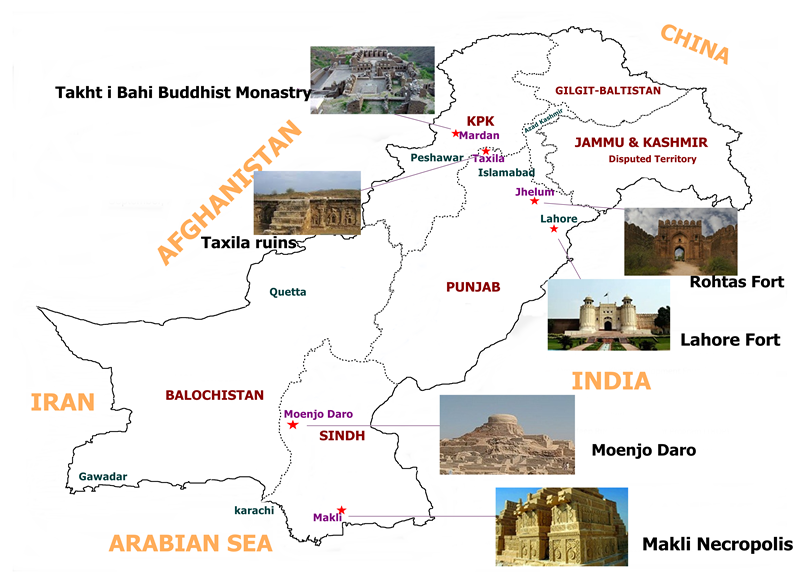 CHINA
Takht i Bahi Buddhist Monastry
GILGIT-BALTISTAN
KPK
Mardan
Azad Kashmir
JAMMU & KASHMIR
Disputed Territory
AFGHANISTAN
Peshawar
Taxila
Islamabad
Jhelum
Lahore
Taxila ruins
Rohtas Fort
Quetta
PUNJAB
Lahore Fort
IRAN
INDIA
BALOCHISTAN
Moenjo Daro
SINDH
Moenjo Daro
Gawadar
karachi
Makli
ARABIAN SEA
Makli Necropolis